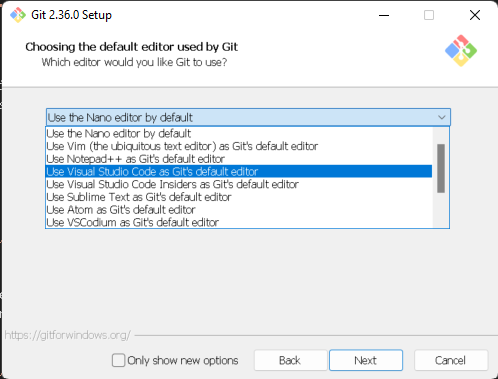 Git 2.36.0 Setup
Choosing the default editor used by Git
Which editor would you like Git to use?
Use the Nano editor by default
Use the Nano editor by default
Use Vim (the ubiquitous text editor) as Git's default editor
Use Notepad++ as Git's default editor
Use Visual Studio Code as Git's default editor
Use Visual Studio Code Insiders as Git's default editor
Use Sublime Text as Git's default editor
Use Atom as Git's default editor
Use VSCodium as Git's default editor
https://gitforwindows.org/
Only show new options
Back
Next
Cancel